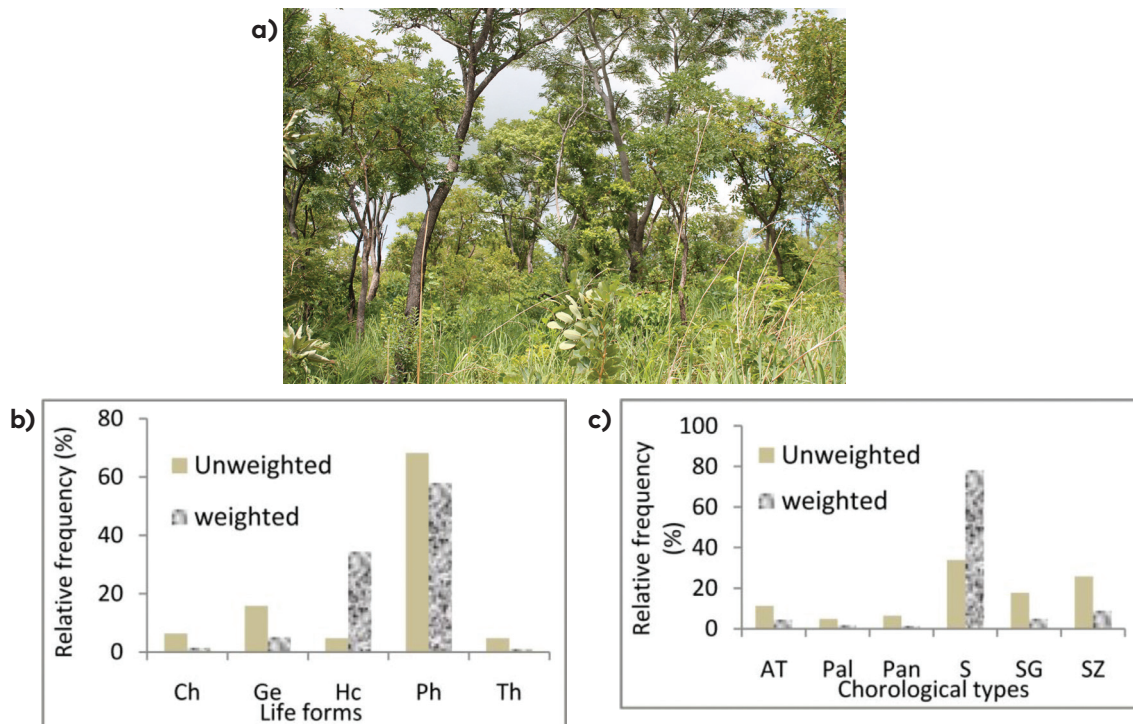 a)
b)
Relative frequency (%)
80
60
40
20
0
Unweighted
weighted
Ch Ge Hc Ph Th
Life forms
c)
Relative frequency
(%)
100
80
60
40
20
0
Unweighted
weighted
AT Pal Pan S SG SZ
Chorological types